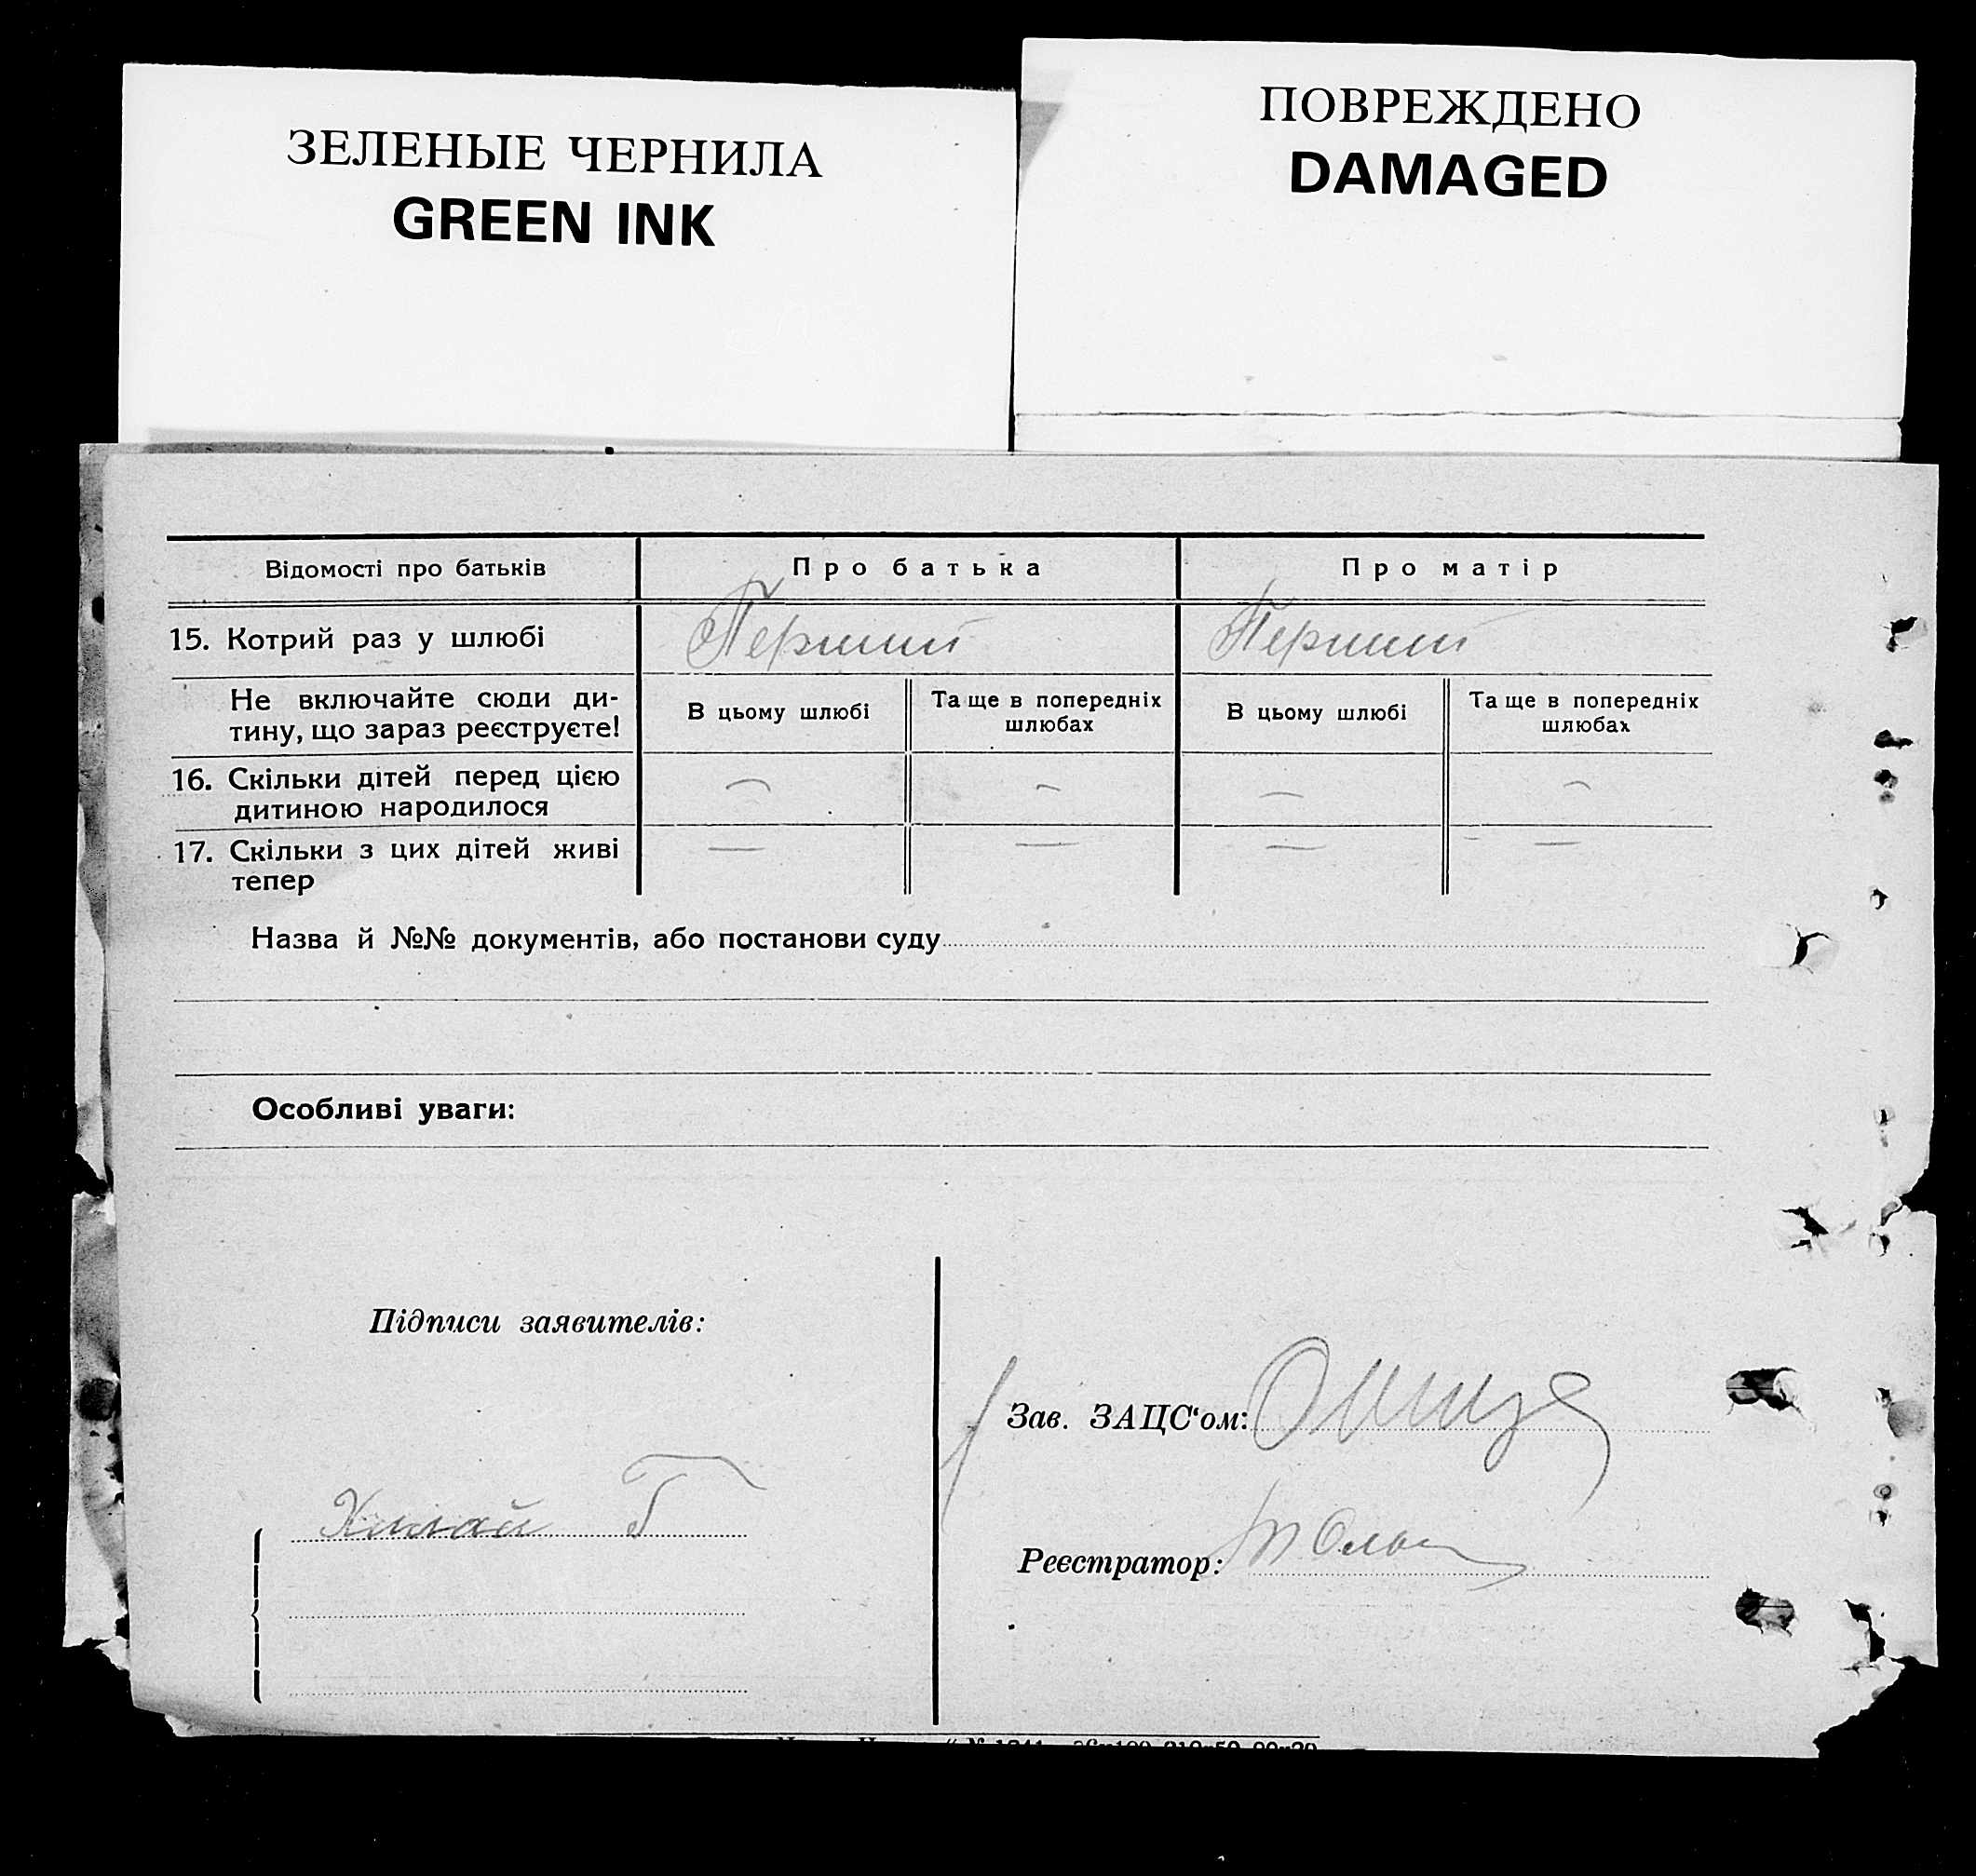 ЗЕЛЕНЫЕ ЧЕРНИЛА
GREEN INK
ПОВРЕЖДЕНО
DAMAGED
Відомості про батьків
Про батька
Про матір
15. Котрий раз у шлюбі
Перший
Перший
Не включайте сюди ди-
тину, що зараз реєструєте!
В цьому шлюбі
Та ще в попередніх
шлюбах
В цьому шлюбі
Та ще в попередніх
шлюбах
16. Скільки дітей перед цією
дитиною народилося
— — — —
17. Скільки з цих дітей живі
тепер
— — — —
Назва й №№ документів, або постанови суду
Особливі уваги:
Підписи заявителів:
Зав. ЗАЦС‘ом:
Г
Реєстратор: